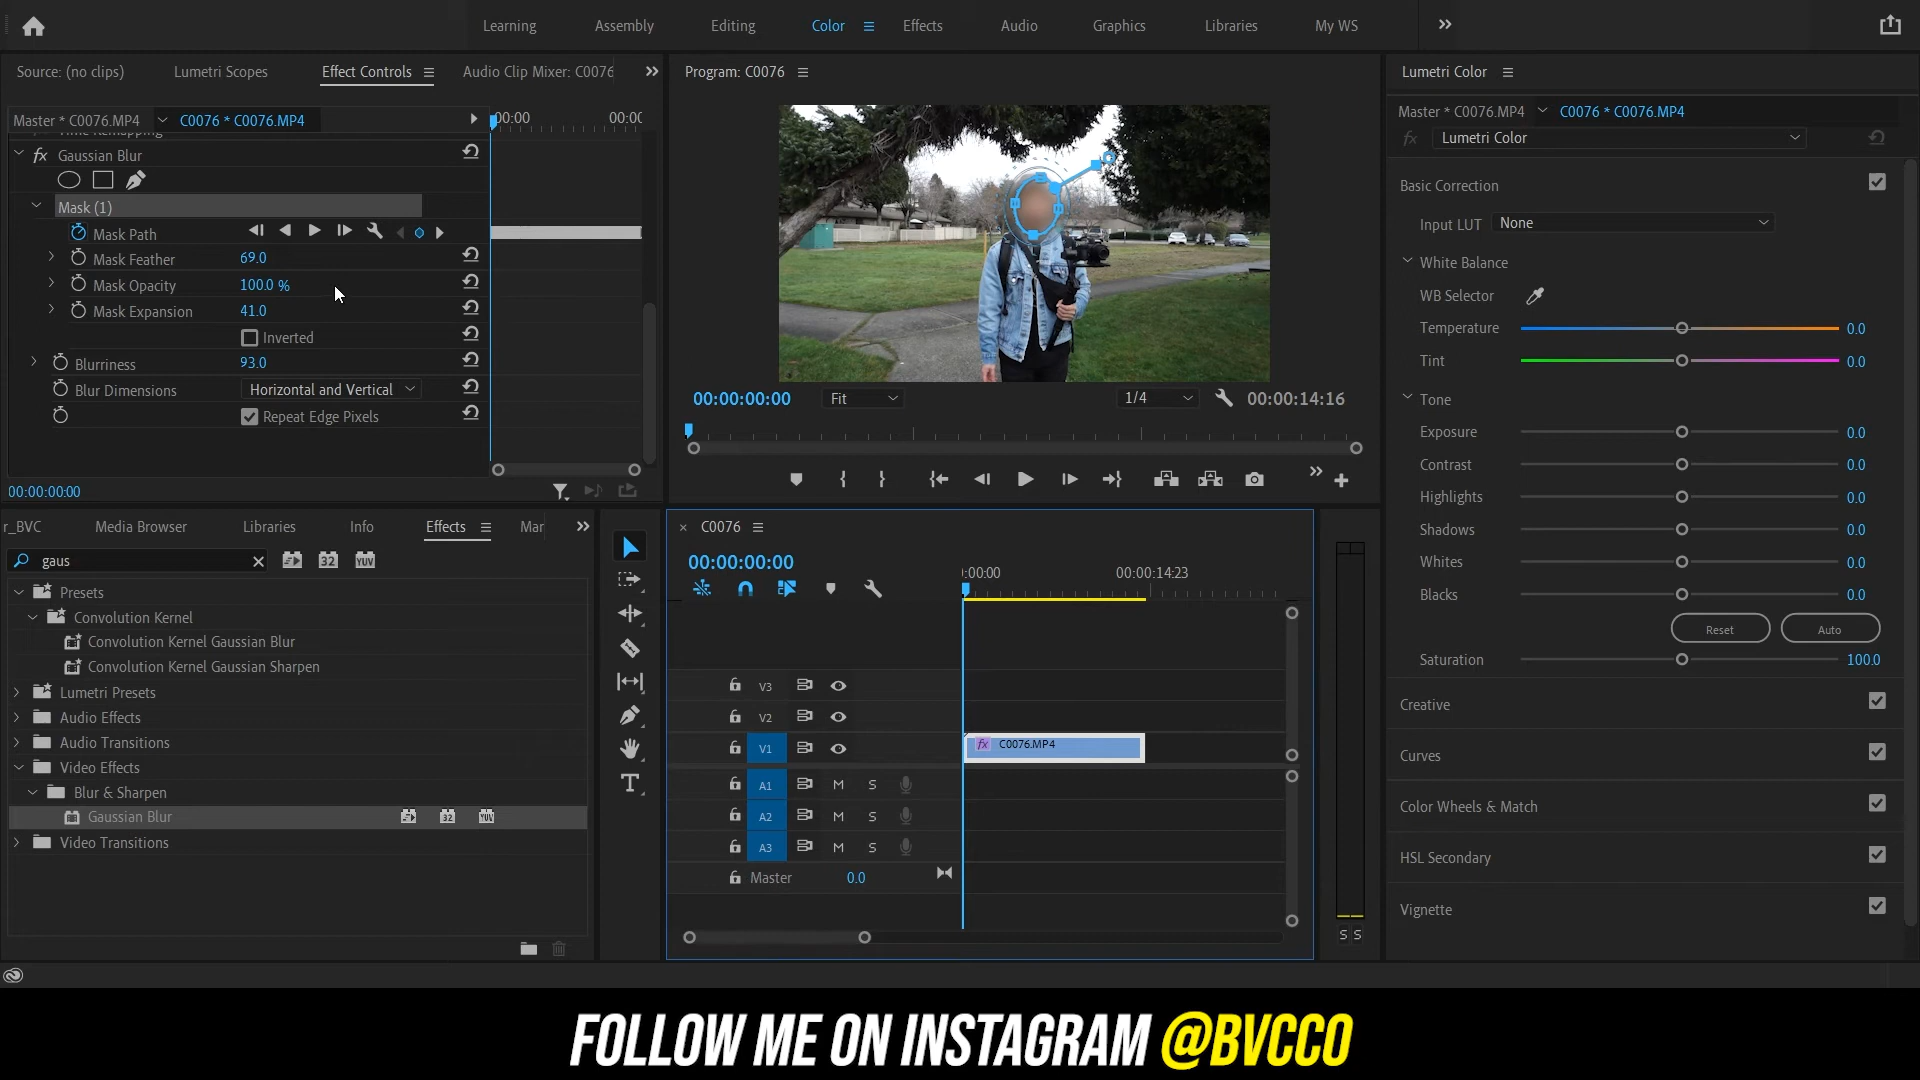 Learning Assembly Editing Color Effects Audio Graphics Libraries My WS
Source: (no clips) Lumetri Scopes Effect Controls Audio Clip Mixer: C0076
Master * C0076.MP4 C0076 * C0076.MP4
:00:00 00:00
Gaussian Blur
Mask (1)
Mask Path
Mask Feather 69.0
Mask Opacity 100.0 %
Mask Expansion 41.0
Inverted
Blurriness 93.0
Blur Dimensions Horizontal and Vertical
Repeat Edge Pixels
00:00:00:00
Program: C0076
00:00:00:00 Fit 1/4 00:00:14:16
Lumetri Color
Master * C0076.MP4 C0076 * C0076.MP4
fx Lumetri Color
Basic Correction
Input LUT None
White Balance
WB Selector
Temperature 0.0
Tint 0.0
Tone
Exposure 0.0
Contrast 0.0
Highlights 0.0
Shadows 0.0
Whites 0.0
Blacks 0.0
Reset Auto
Saturation 100.0
Creative
Curves
Color Wheels & Match
HSL Secondary
Vignette
r_BVC Media Browser Libraries Info Effects Mar
gaus
32 YUV
Presets
Convolution Kernel
Convolution Kernel Gaussian Blur
Convolution Kernel Gaussian Sharpen
Lumetri Presets
Audio Effects
Audio Transitions
Video Effects
Blur & Sharpen
Gaussian Blur 32 YUV
Video Transitions
C0076
00:00:00:00
:00:00 00:00:14:23
V3
V2
V1
fx C0076.MP4
A1 M S
A2 M S
A3 M S
Master 0.0
S S
FOLLOW ME ON INSTAGRAM @BVCCO